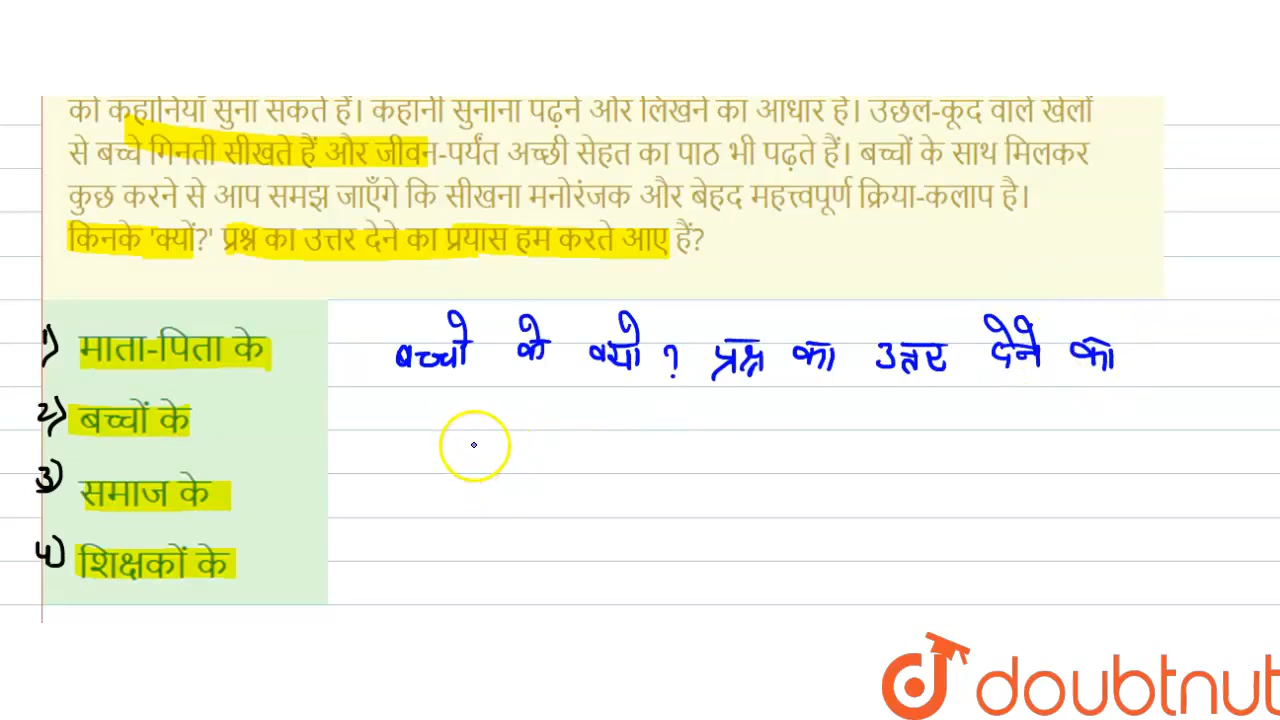 को कहानियाँ सुना सकते हैं। कहानी सुनाना पढ़ने और लिखने का आधार है। उछल-कूद वाले खेलों
से बच्चे गिनती सीखते हैं और जीवन-पर्यंत अच्छी सेहत का पाठ भी पढ़ते हैं। बच्चों के साथ मिलकर
कुछ करने से आप समझ जाएँगे कि सीखना मनोरंजक और बेहद महत्त्वपूर्ण क्रिया-कलाप है।
किनके 'क्यों?' प्रश्न का उत्तर देने का प्रयास हम करते आए हैं?
1) माता-पिता के
2) बच्चों के
3) समाज के
4) शिक्षकों के
बच्चो के क्यो ? प्रश्न का उत्तर देने का
doubtnut